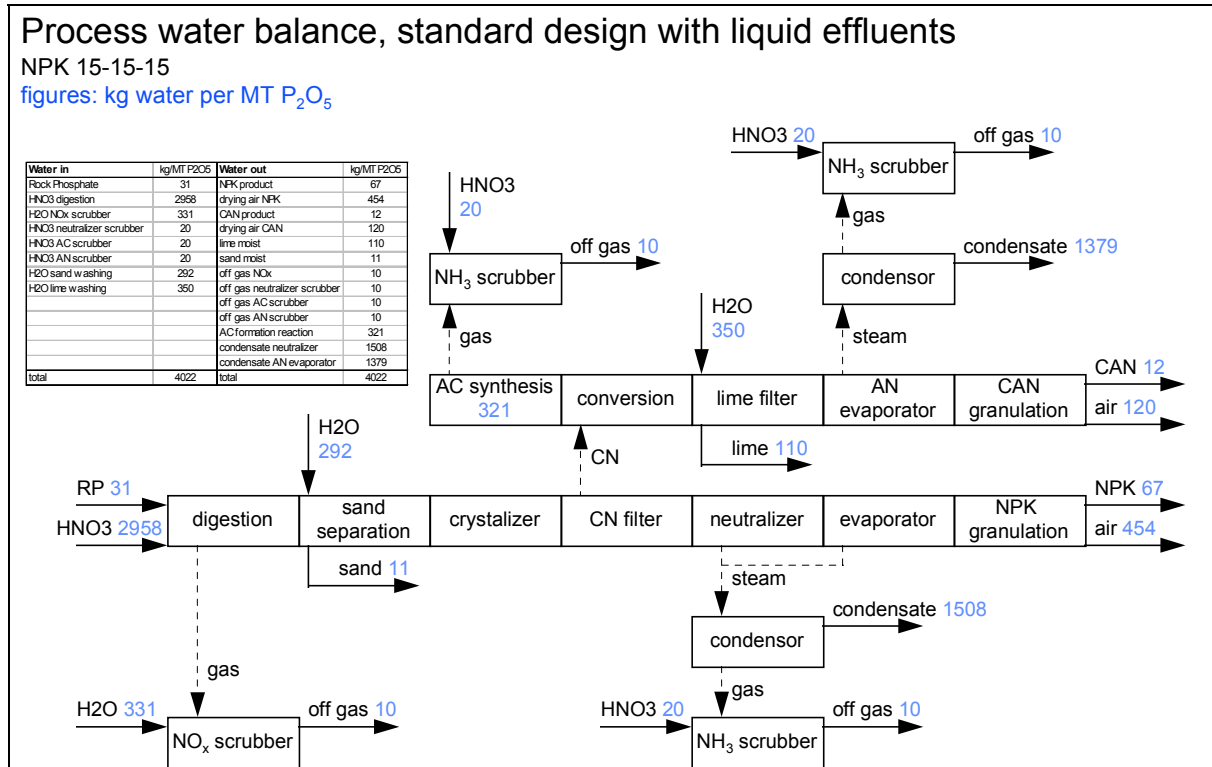 Process water balance, standard design with liquid effluents
NPK 15-15-15
figures: kg water per MT P₂O₅
Water in kg/MT P2O5 Water out kg/MT P2O5
Rock Phosphate 31 NPK product 67
HNO3 digestion 2958 drying air NPK 454
H2O NOx scrubber 331 CAN product 12
HNO3 neutralizer scrubber 20 drying air CAN 120
HNO3 AC scrubber 20 lime moist 110
HNO3 AN scrubber 20 sand moist 11
H2O sand washing 292 off gas NOx 10
H2O lime washing 350 off gas neutralizer scrubber 10
off gas AC scrubber 10
off gas AN scrubber 10
AC formation reaction 321
condensate neutralizer 1508
condensate AN evaporator 1379
total 4022 total 4022
HNO3 20
off gas 10
NH₃ scrubber
gas
condensate 1379
condensor
steam
HNO3
20
off gas 10
NH₃ scrubber
gas
H2O
350
AC synthesis
321
conversion
lime filter
AN
evaporator
CAN
granulation
CAN 12
air 120
lime 110
CN
H2O
292
RP 31
HNO3 2958
digestion
sand
separation
crystalizer
CN filter
neutralizer
evaporator
NPK
granulation
NPK 67
air 454
sand 11
steam
condensate 1508
condensor
gas
gas
H2O 331
off gas 10
NOₓ scrubber
HNO3 20
off gas 10
NH₃ scrubber